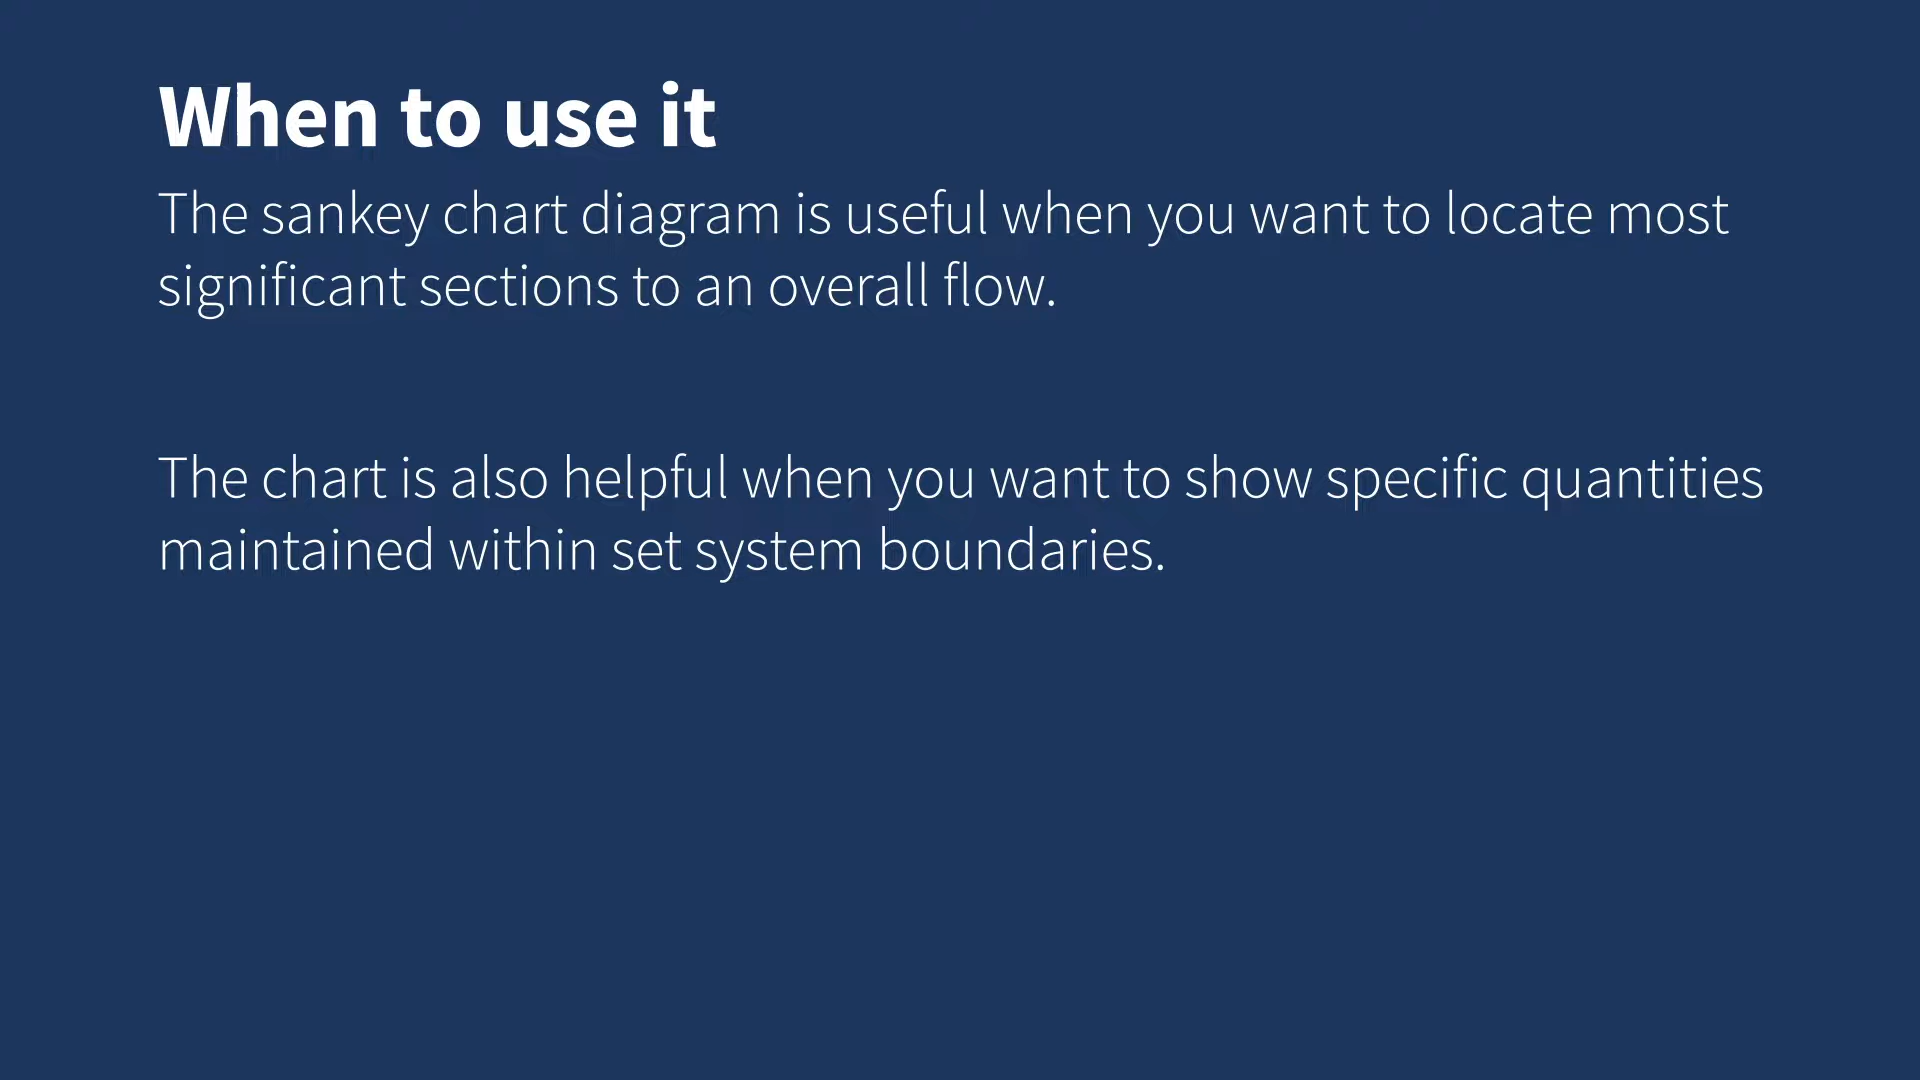 When to use it
The sankey chart diagram is useful when you want to locate most
significant sections to an overall flow.
The chart is also helpful when you want to show specific quantities
maintained within set system boundaries.